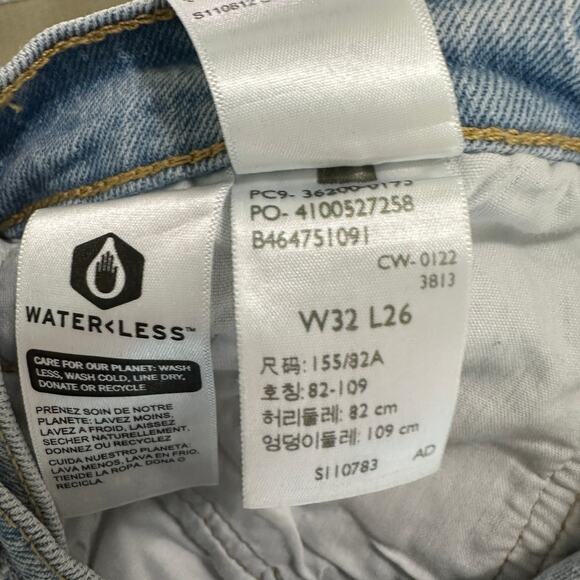 S110812
PC9- 36200-0175
PO- 4100527258
B464751091
CW- 0122
3813
W32 L26
尺码: 155/82A
호칭: 82-109
허리둘레: 82 cm
엉덩이둘레: 109 cm
S110783
AD
WATER<LESS™
CARE FOR OUR PLANET: WASH
LESS, WASH COLD, LINE DRY,
DONATE OR RECYCLE
PRENEZ SOIN DE NOTRE
PLANÈTE: LAVEZ MOINS,
LAVEZ À FROID, LAISSEZ
SÉCHER NATURELLEMENT,
DONNEZ OU RECYCLEZ
CUIDA NUESTRO PLANETA:
LAVA MENOS, LAVA EN FRÍO,
TIENDE LA ROPA, DONA O
RECICLA